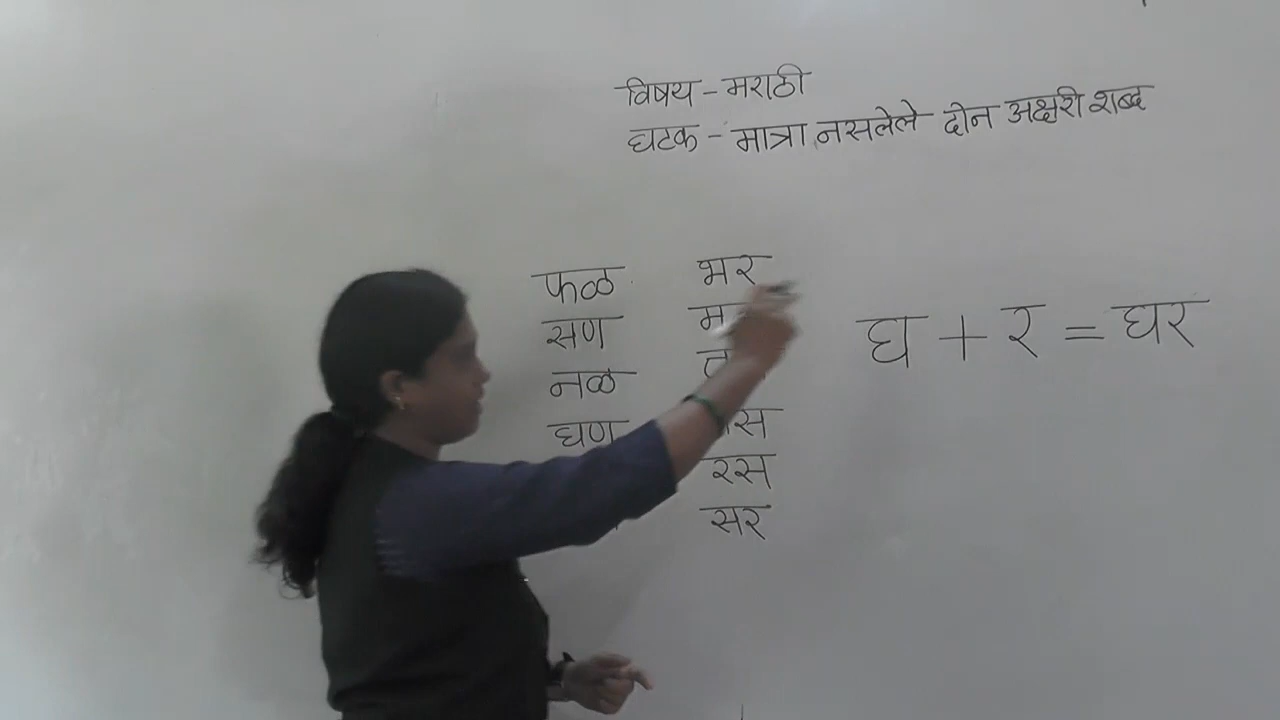 विषय - मराठी
घटक - मात्रा नसलेले दोन अक्षरी शब्द
फळ भर
सण
नळ
घण
रस
सर
घ + र = घर